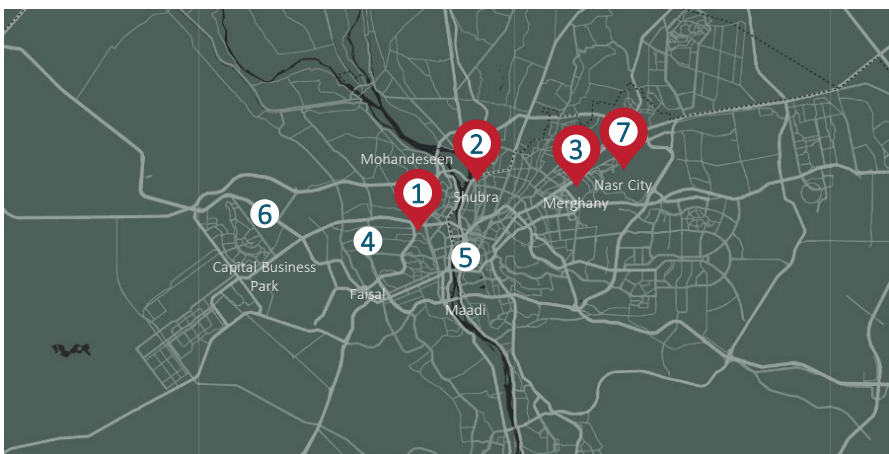 2
7
3
Mohandeseen
1
Nasr City
Shubra
Merghany
6
4
5
Capital Business
Park
Faisal
Maadi